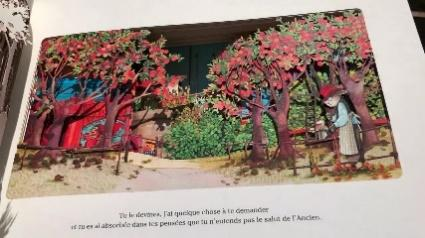 Tu le devines, j'ai quelque chose à te demander
et tu es si absorbée dans tes pensées que tu n'entends pas le salut de l'Ancien.